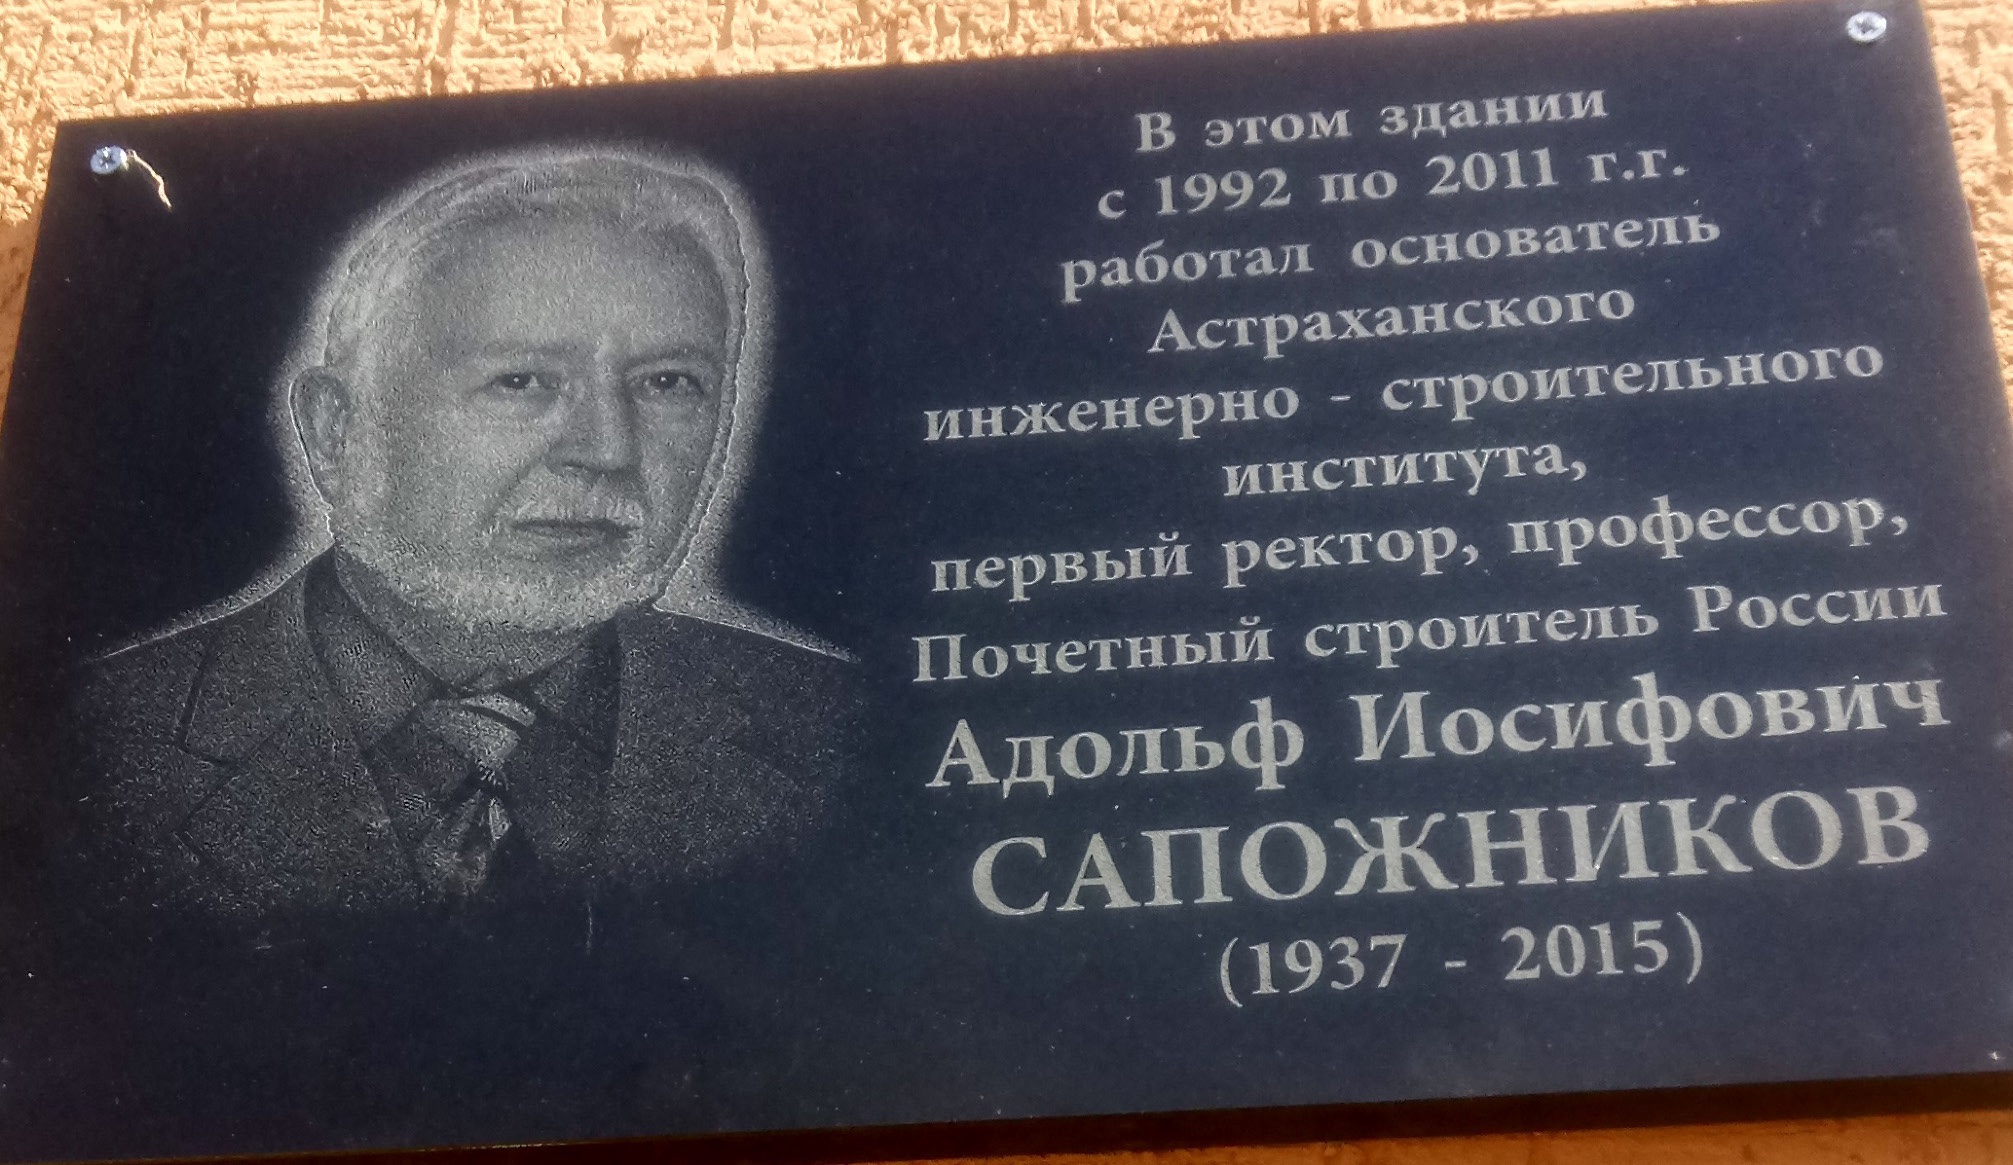 В этом здании
с 1992 по 2011 г.г.
работал основатель
Астраханского
инженерно - строительного
института,
первый ректор, профессор,
Почетный строитель России
Адольф Иосифович
САПОЖНИКОВ
(1937 - 2015)